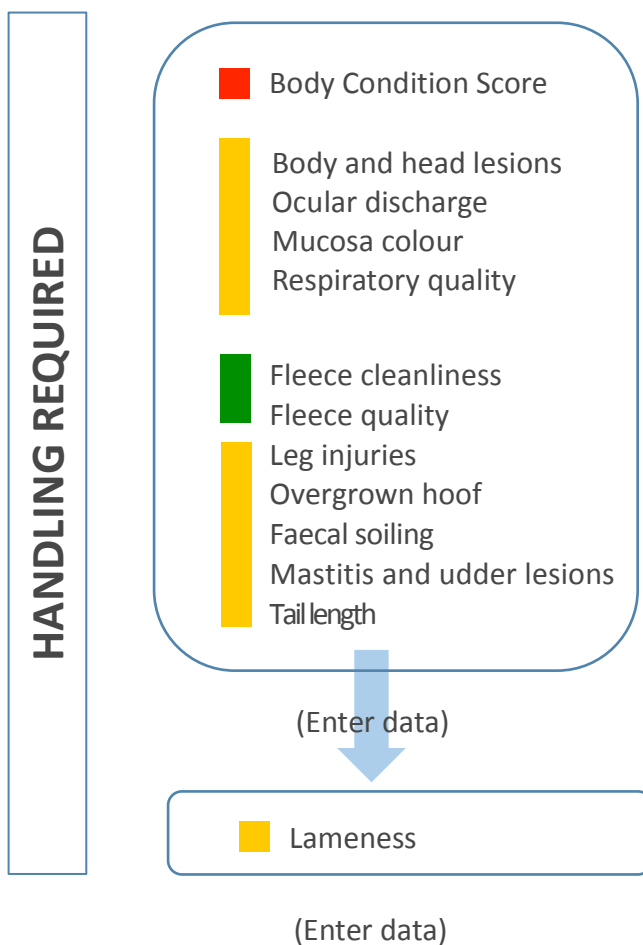 HANDLING REQUIRED
Body Condition Score
Body and head lesions
Ocular discharge
Mucosa colour
Respiratory quality
Fleece cleanliness
Fleece quality
Leg injuries
Overgrown hoof
Faecal soiling
Mastitis and udder lesions
Tail length
(Enter data)
Lameness
(Enter data)